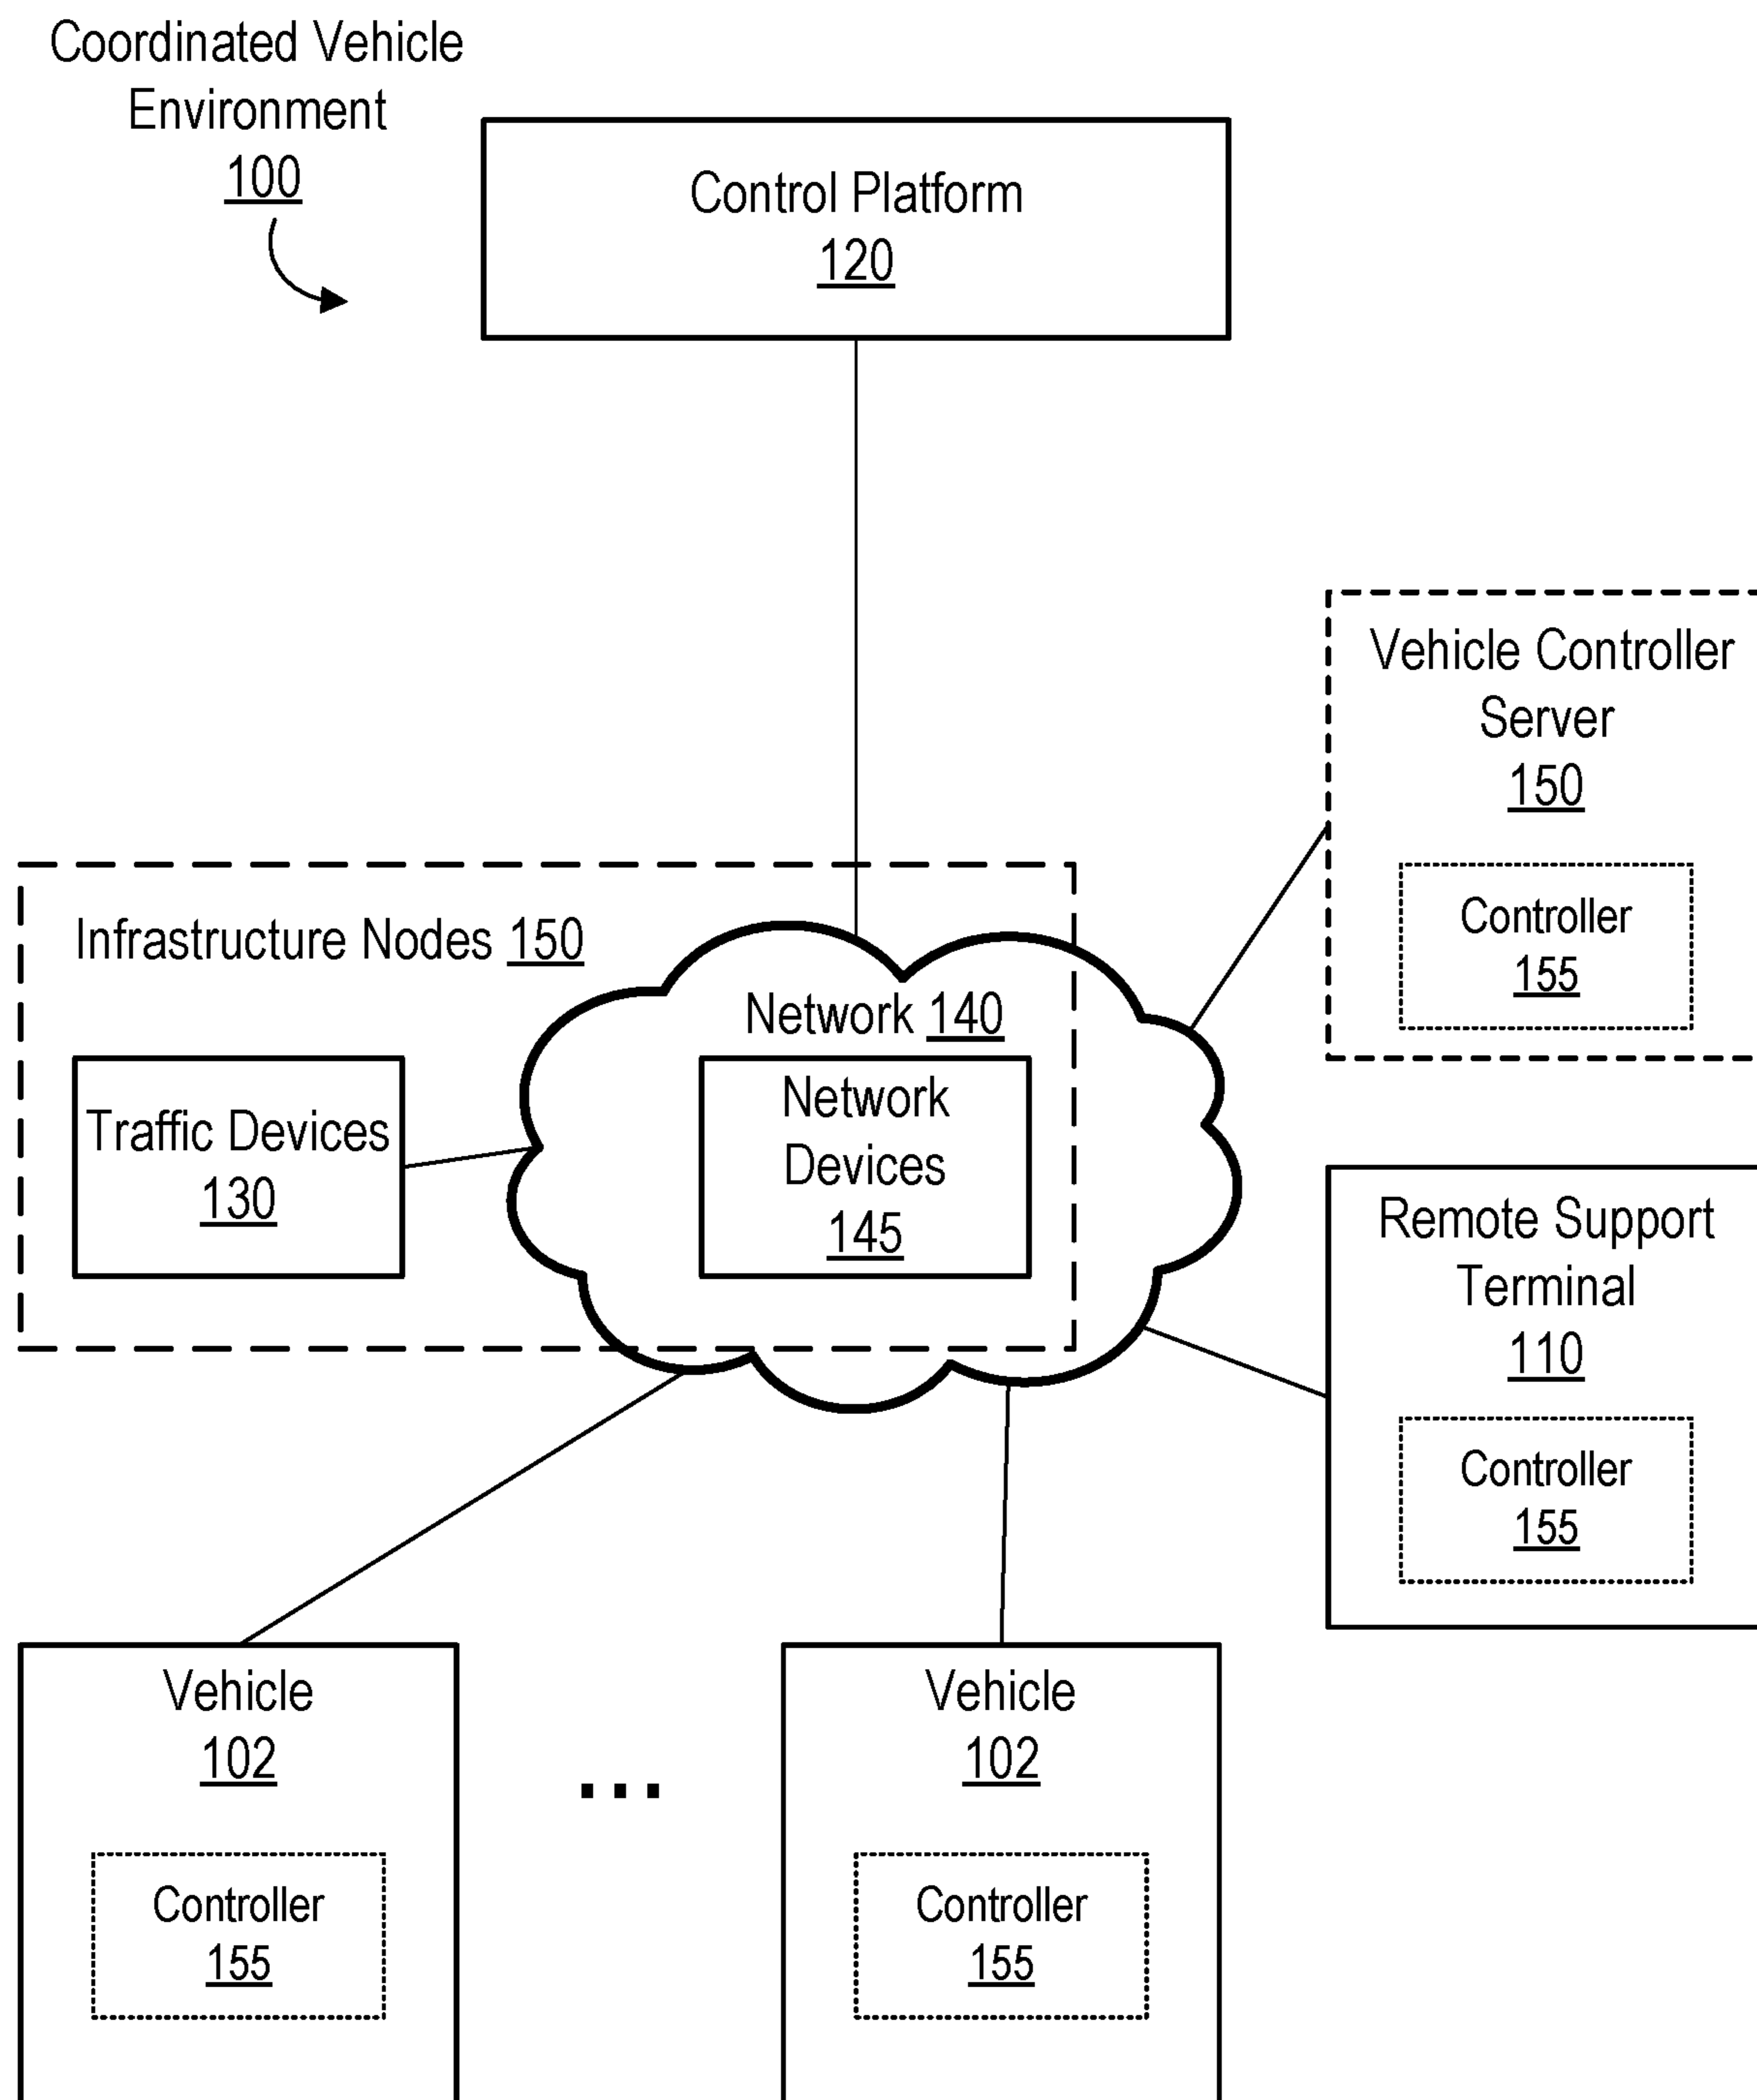 Coordinated Vehicle
Environment
100
Control Platform
120
Vehicle Controller
Server
150
Controller
155
Infrastructure Nodes 150
Network 140
Network
Devices
145
Traffic Devices
130
Remote Support
Terminal
110
Controller
155
Vehicle
102
Controller
155
...
Vehicle
102
Controller
155